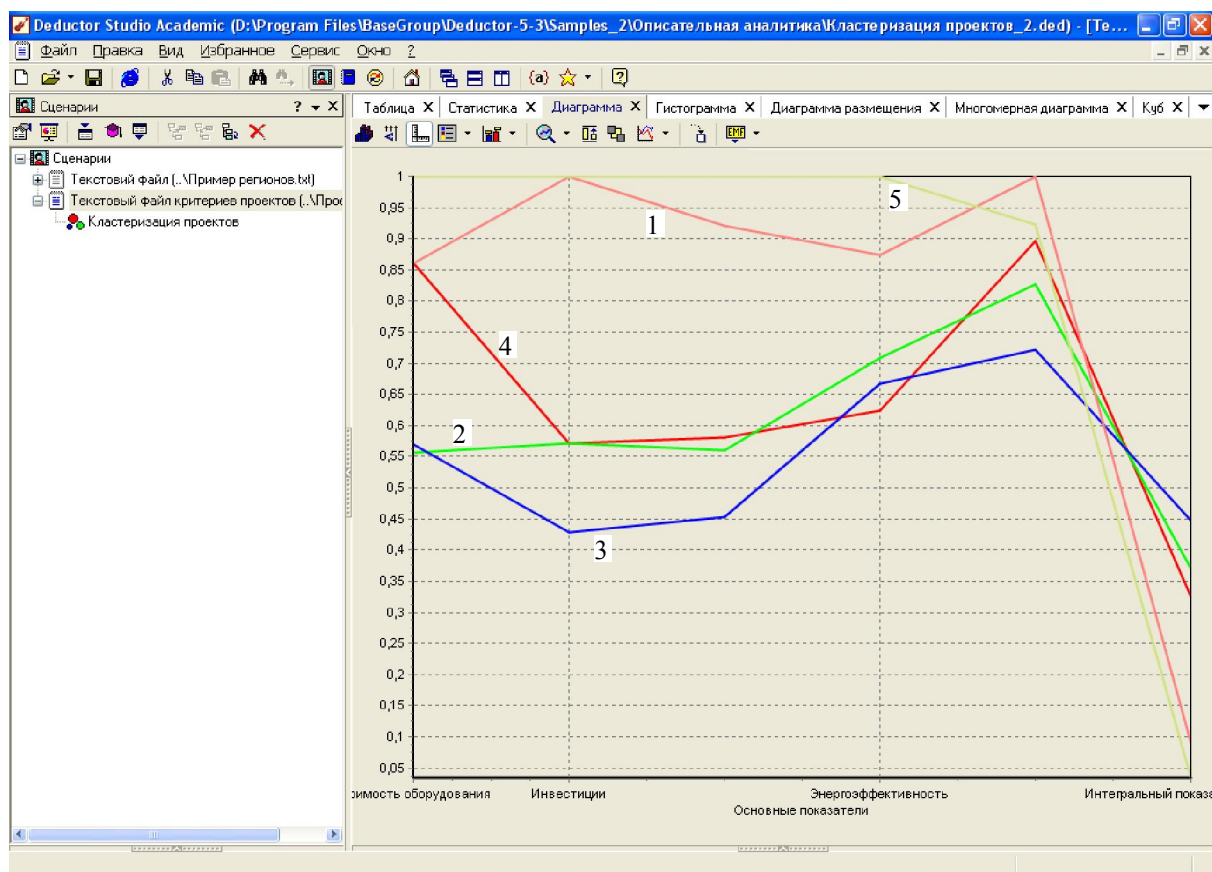 Deductor Studio Academic (D:\Program Files\BaseGroup\Deductor-5-3\Samples_2\Описательная аналитика\Кластеризация проектов_2.ded) - [Те...
Файл Правка Вид Избранное Сервис Окно ?
Сценарии ?
Таблица X Статистика X Диаграмма X Гистограмма X Диаграмма размещения X Многомерная диаграмма X Куб X
EMF
Сценарии
Текстовий файл (..\Пример регионов.txt)
Текстовый файл критериев проектов (..\Прое
Кластеризация проектов
1
0,95
0,9
0,85
0,8
0,75
0,7
0,65
0,6
0,55
0,5
0,45
0,4
0,35
0,3
0,25
0,2
0,15
0,1
0,05
5
1
4
2
3
имость оборудования Инвестиции Энергоэффективность Интегральный показа
Основные показатели